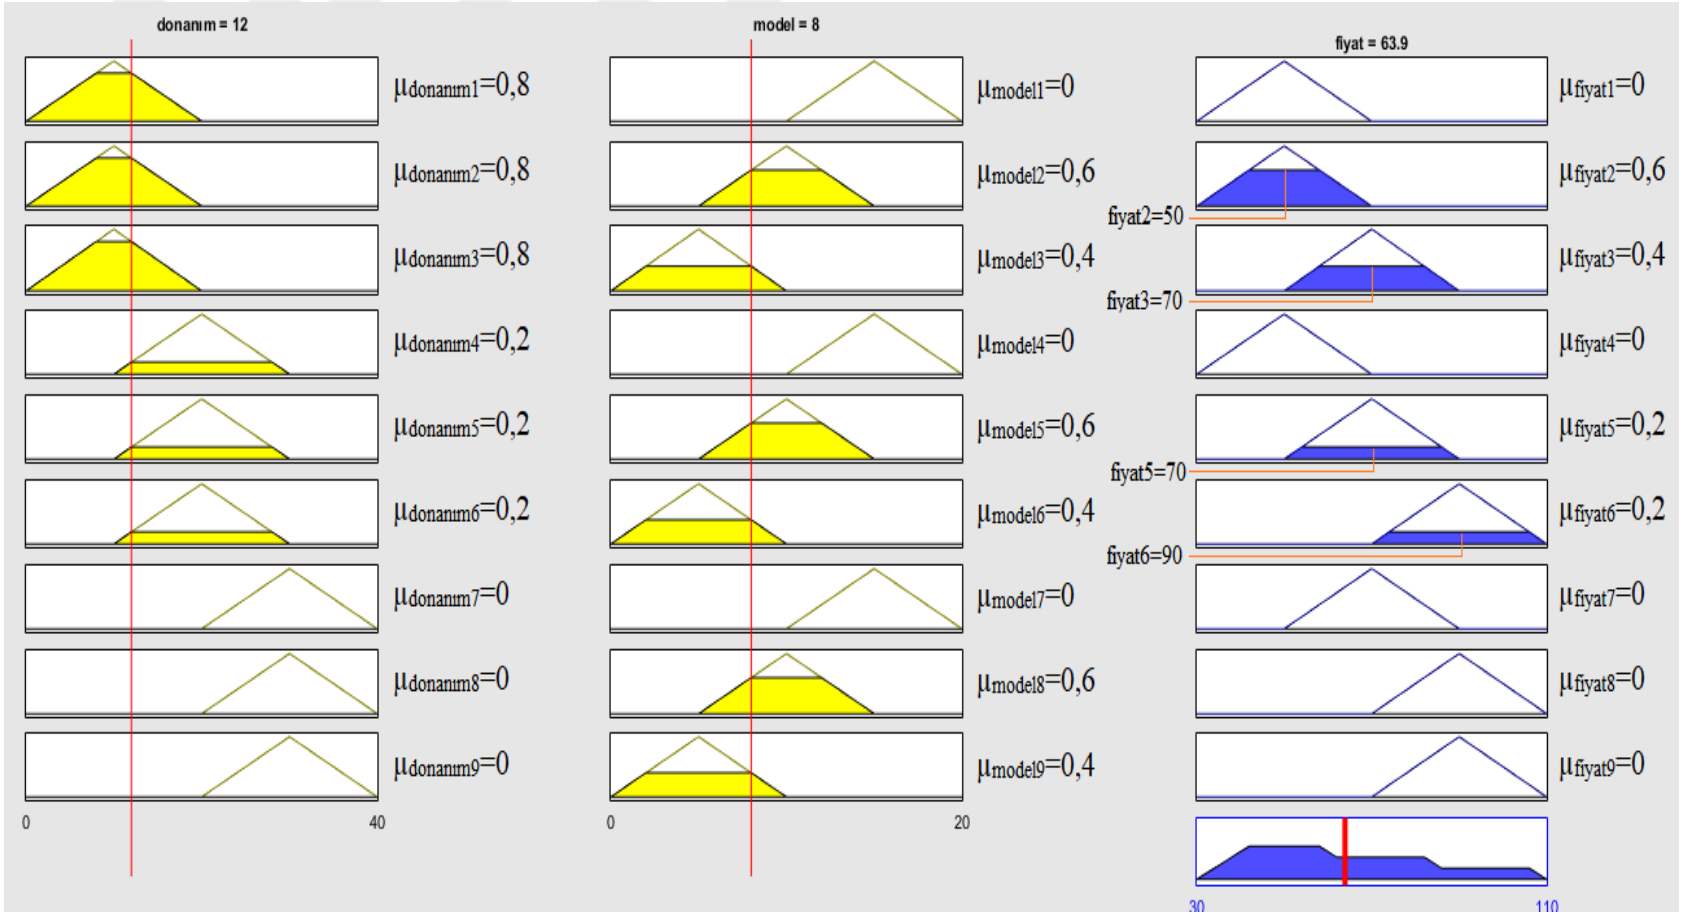 donanım = 12
model = 8
fiyat = 63.9
μdonanım1=0,8
μmodel1=0
μfiyat1=0
μdonanım2=0,8
μmodel2=0,6
μfiyat2=0,6
fiyat2=50
μdonanım3=0,8
μmodel3=0,4
μfiyat3=0,4
fiyat3=70
μdonanım4=0,2
μmodel4=0
μfiyat4=0
μdonanım5=0,2
μmodel5=0,6
μfiyat5=0,2
fiyat5=70
μdonanım6=0,2
μmodel6=0,4
μfiyat6=0,2
fiyat6=90
μdonanım7=0
μmodel7=0
μfiyat7=0
μdonanım8=0
μmodel8=0,6
μfiyat8=0
μdonanım9=0
μmodel9=0,4
μfiyat9=0
0 40
0 20
30 110